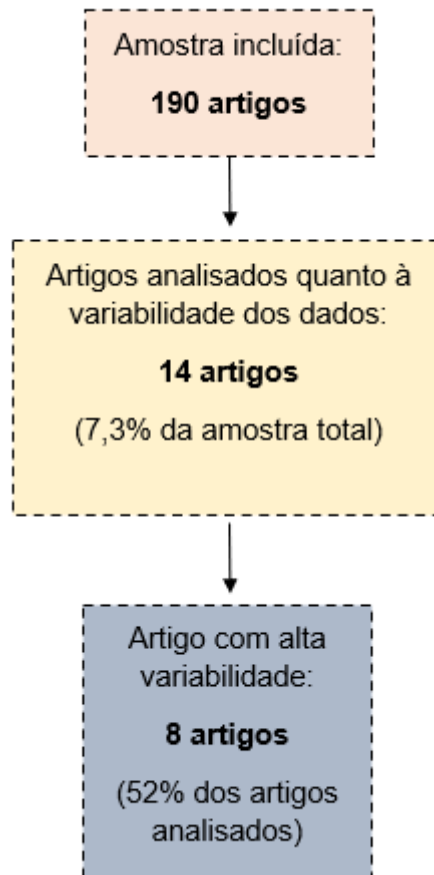 Amostra incluída:
190 artigos
Artigos analisados quanto à
variabilidade dos dados:
14 artigos
(7,3% da amostra total)
Artigo com alta
variabilidade:
8 artigos
(52% dos artigos
analisados)